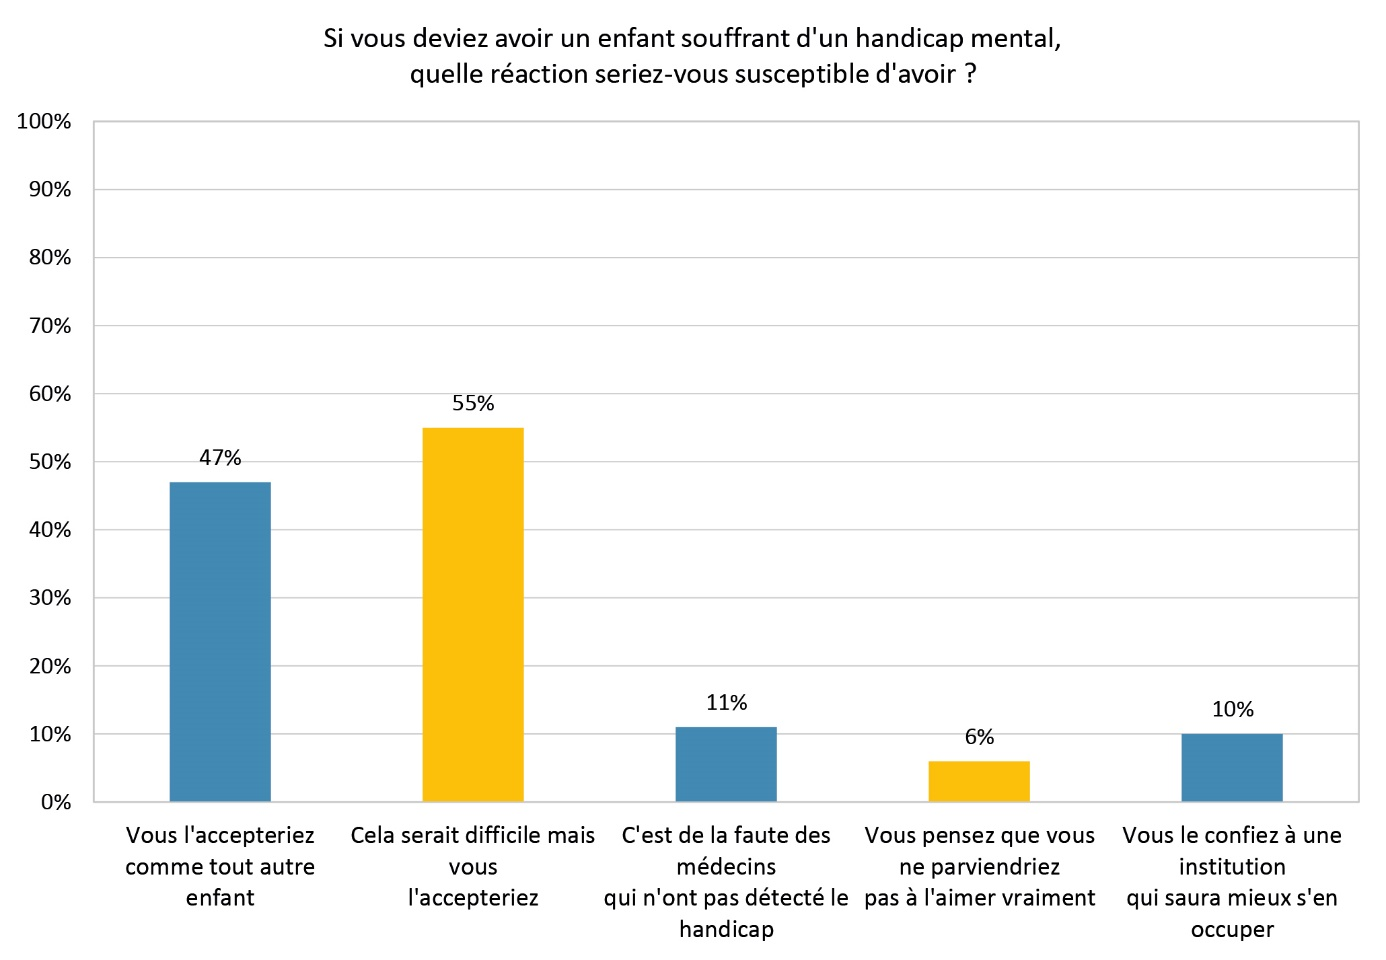 Si vous deviez avoir un enfant souffrant d'un handicap mental,
quelle réaction seriez-vous susceptible d'avoir ?
100%
90%
80%
70%
60%
50%
40%
30%
20%
10%
0%
47%
55%
11%
6%
10%
Vous l'accepteriez
comme tout autre
enfant
Cela serait difficile mais
vous
l'accepteriez
C'est de la faute des
médecins
qui n'ont pas détecté le
handicap
Vous pensez que vous
ne parviendriez
pas à l'aimer vraiment
Vous le confiez à une
institution
qui saura mieux s'en
occuper